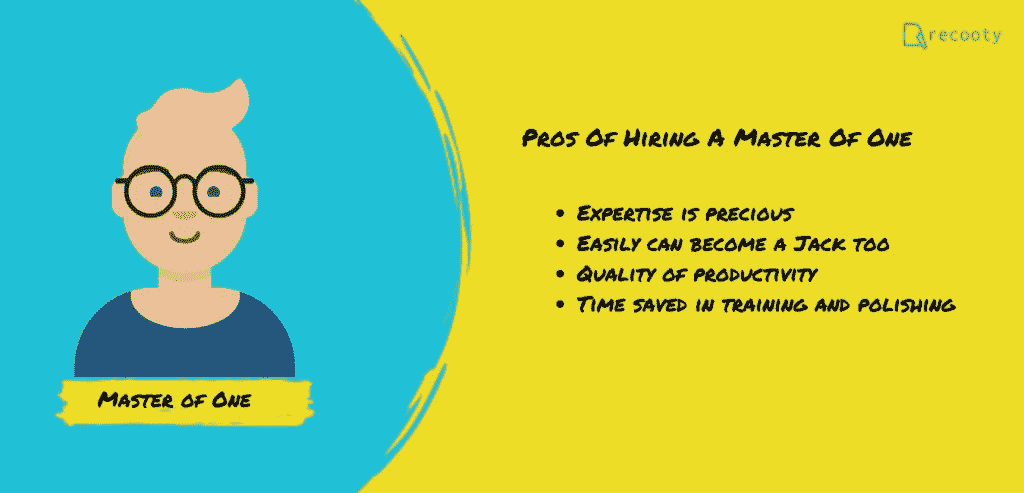 recooty
Pros Of Hiring A Master Of One
• Expertise is precious
• Easily can become a Jack too
• Quality of productivity
• Time saved in training and polishing
Master of One